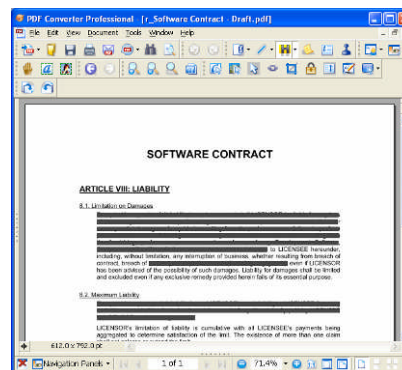 PDF Converter Professional - [r_Software Contract - Draft.pdf]
File Edit View Document Tools Window Help
SOFTWARE CONTRACT
ARTICLE VIII: LIABILITY
8.1. Limitation on Damages
to LICENSEE hereunder,
including, without limitation, any interruption of business, whether resulting from breach of
contract, breach of even if LICENSOR
has been advised of the possibility of such damages. Liability for damages shall be limited
and excluded even if any exclusive remedy provided herein fails of its essential purpose.
8.2. Maximum Liability
LICENSOR's limitation of liability is cumulative with all LICENSEE's payments being
aggregated to determine satisfaction of the limit. The existence of more than one claim
612.0 x 792.0 pt
Navigation Panels 1 of 1 71.4%